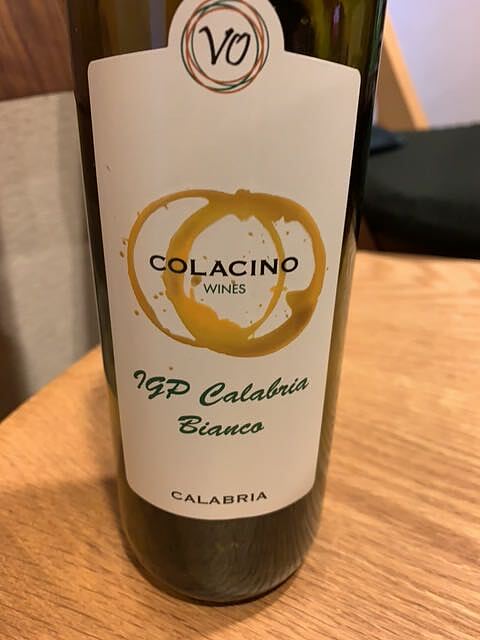 VO
COLACINO
WINES
IGP Calabria
Bianco
CALABRIA